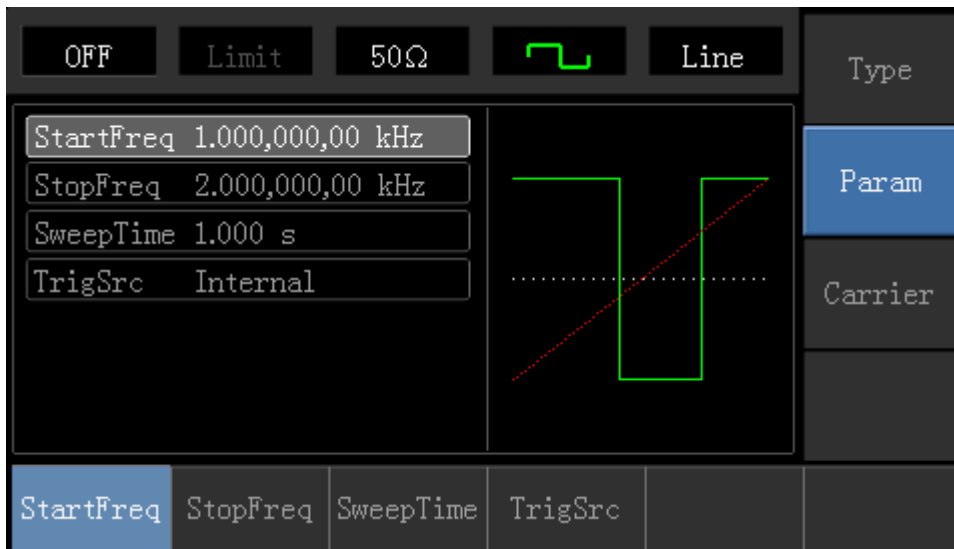 OFF Limit 50Ω Line
Type
StartFreq 1.000,000,00 kHz
StopFreq 2.000,000,00 kHz
SweepTime 1.000 s
TrigSrc Internal
Param
Carrier
StartFreq StopFreq SweepTime TrigSrc